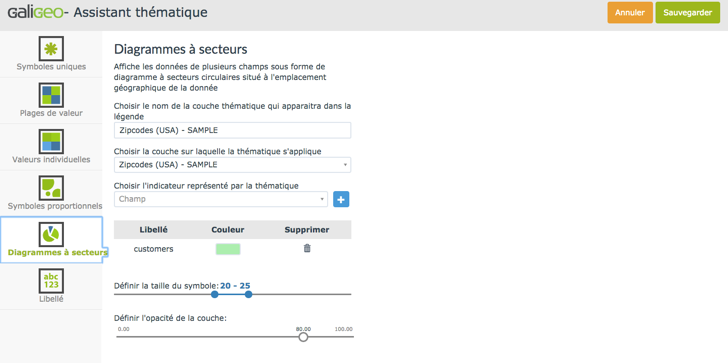 GALIGEO - Assistant thématique
Annuler
Sauvegarder
Symboles uniques
Plages de valeur
Valeurs individuelles
Symboles proportionnels
Diagrammes à secteurs
abc
123
Libellé
Diagrammes à secteurs
Affiche les données de plusieurs champs sous forme de
diagramme à secteurs circulaires situé à l'emplacement
géographique de la donnée
Choisir le nom de la couche thématique qui apparaitra dans la
légende
Zipcodes (USA) - SAMPLE
Choisir la couche sur laquelle la thématique s'applique
Zipcodes (USA) - SAMPLE
Choisir l'indicateur représenté par la thématique
Champ
+
Libellé Couleur Supprimer
customers
Définir la taille du symbole: 20 - 25
Définir l'opacité de la couche:
0.00 80.00 100.00